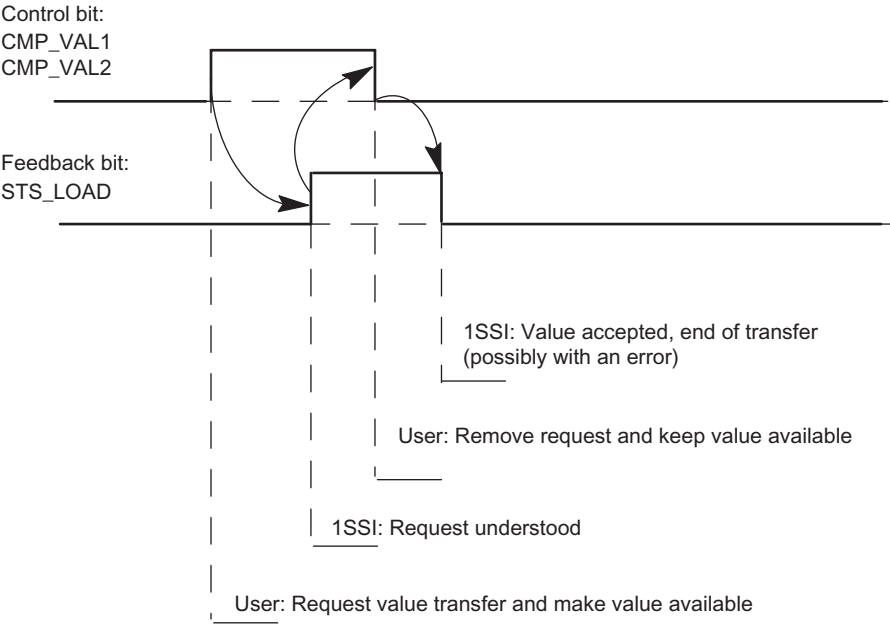 Control bit:
CMP_VAL1
CMP_VAL2
Feedback bit:
STS_LOAD
1SSI: Value accepted, end of transfer
(possibly with an error)
User: Remove request and keep value available
1SSI: Request understood
User: Request value transfer and make value available